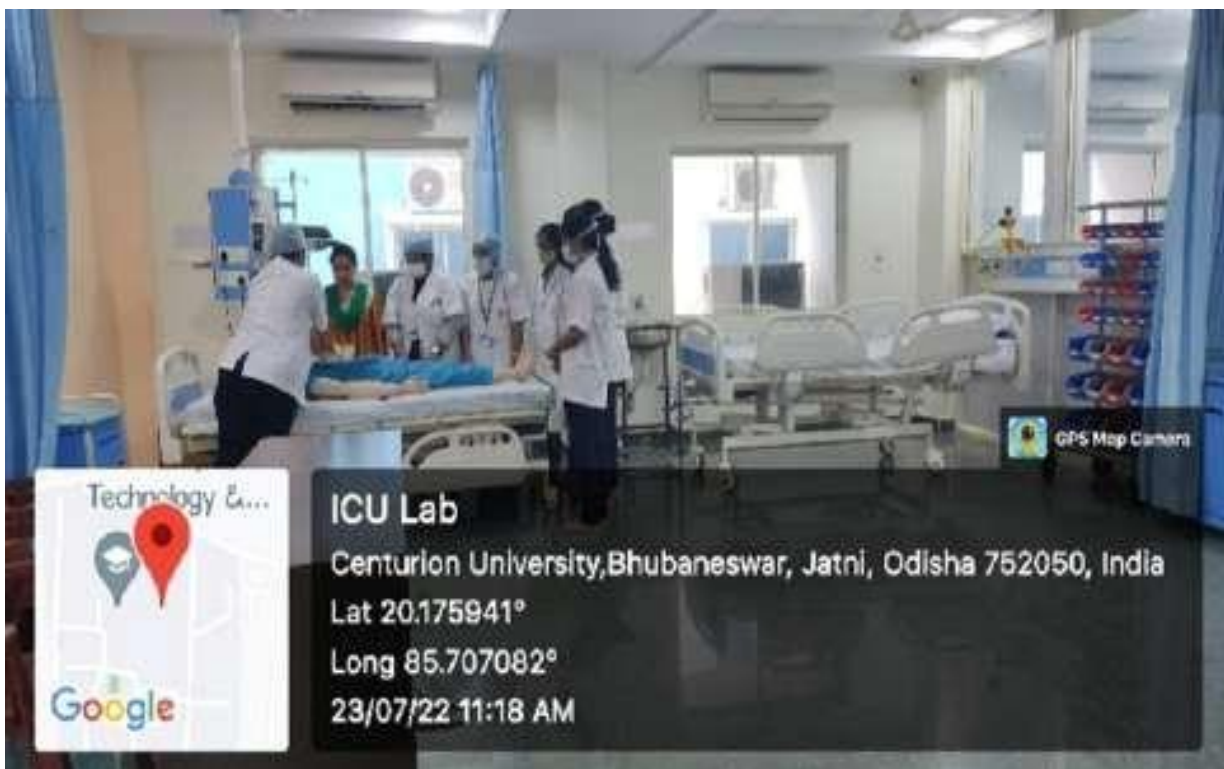 GPS Map Camera
Technology &...
Google
ICU Lab
Centurion University,Bhubaneswar, Jatni, Odisha 752050, India
Lat 20.175941°
Long 85.707082°
23/07/22 11:18 AM